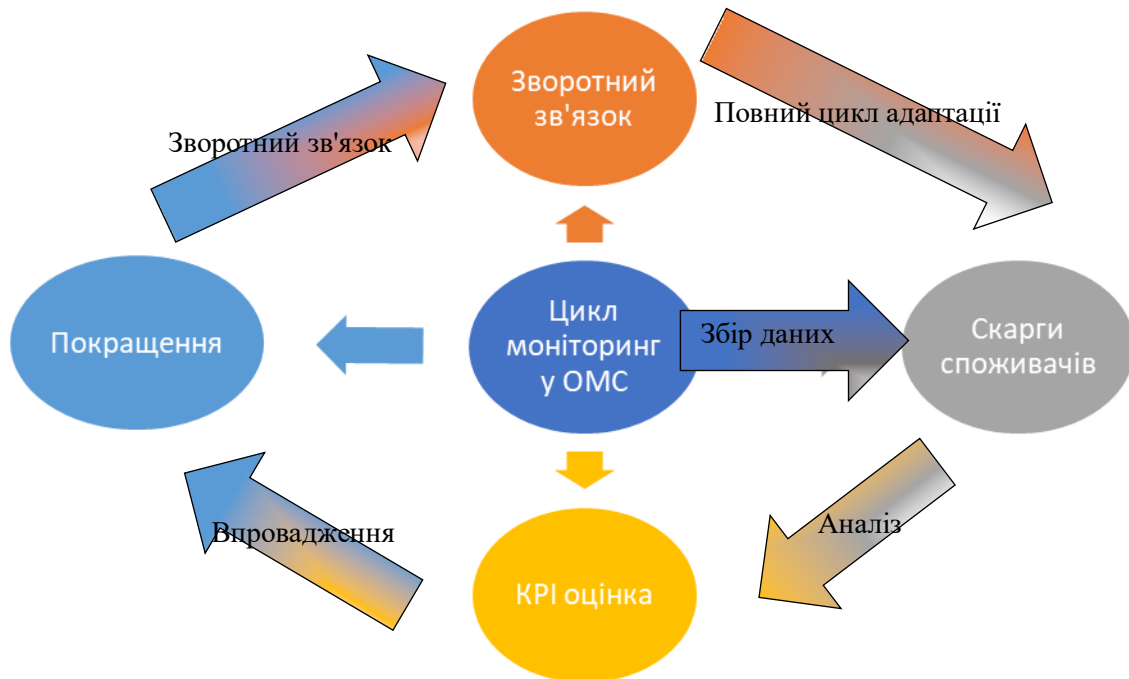 Зворотний
зв'язок
Повний цикл адаптації
Зворотний зв'язок
Покращення
Цикл
моніторинг
у ОМС
Збір даних
Скарги
споживачів
Впровадження
Аналіз
KPI оцінка